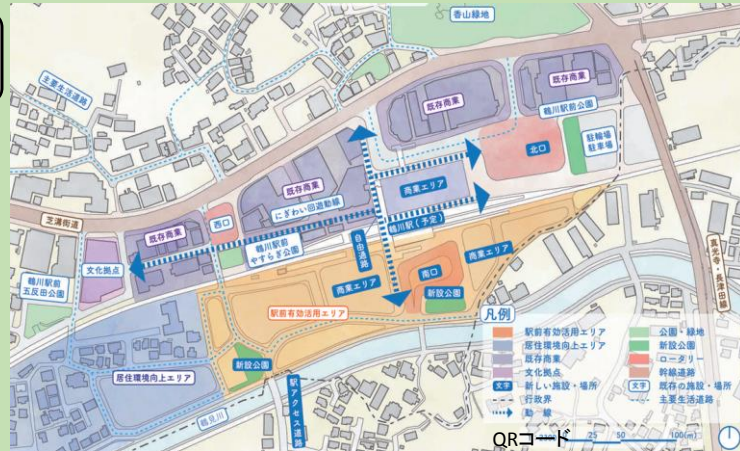 香山緑地
主要生活道路
既存商業
既存商業
鶴川駅前公園
北口
駐輪場
駐車場
既存商業
商業エリア
にぎわい回遊動線
西口
芝溝街道
既存商業
鶴川駅(予定)
鶴川駅前
やすらぎ公園
自由通路
文化拠点
鶴川駅前
五反田公園
商業エリア
南口
商業エリア
新設公園
真光寺・長津田線
駅前有効活用エリア
新設公園
居住環境向上エリア
鶴見川
駅アクセス道路
凡例
駅前有効活用エリア
公園・緑地
居住環境向上エリア
新設公園
既存商業
ロータリー
文化拠点
幹線道路
文字 新しい施設・場所
文字 既存の施設・場所
行政界
主要生活道路
動 線
QRコード
25 50 100(m)